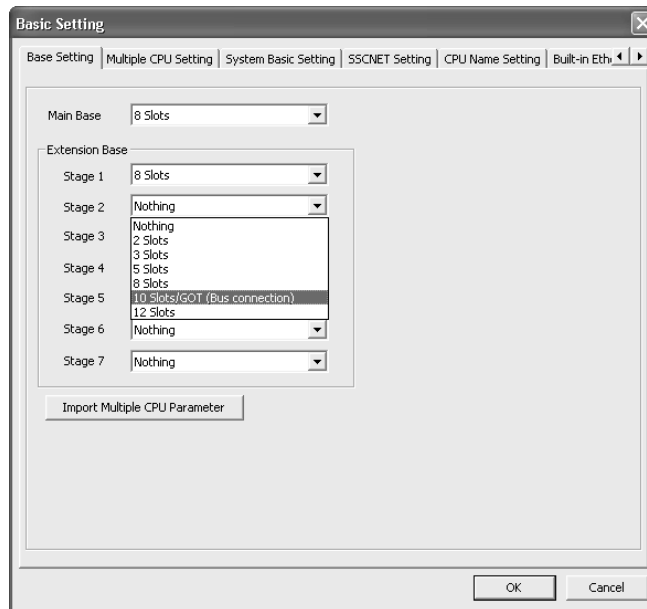 Basic Setting
Base Setting Multiple CPU Setting System Basic Setting SSCNET Setting CPU Name Setting Built-in Eth
Main Base 8 Slots
Extension Base
Stage 1 8 Slots
Stage 2 Nothing
Nothing
Stage 3 2 Slots
3 Slots
Stage 4 5 Slots
8 Slots
Stage 5 10 Slots/GOT (Bus connection)
12 Slots
Stage 6 Nothing
Stage 7 Nothing
Import Multiple CPU Parameter
OK Cancel